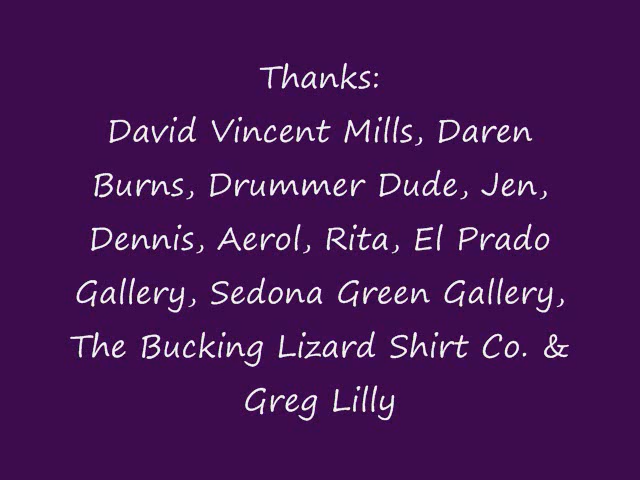 Thanks:
David Vincent Mills, Daren
Burns, Drummer Dude, Jen,
Dennis, Aerol, Rita, El Prado
Gallery, Sedona Green Gallery,
The Bucking Lizard Shirt Co. &
Greg Lilly